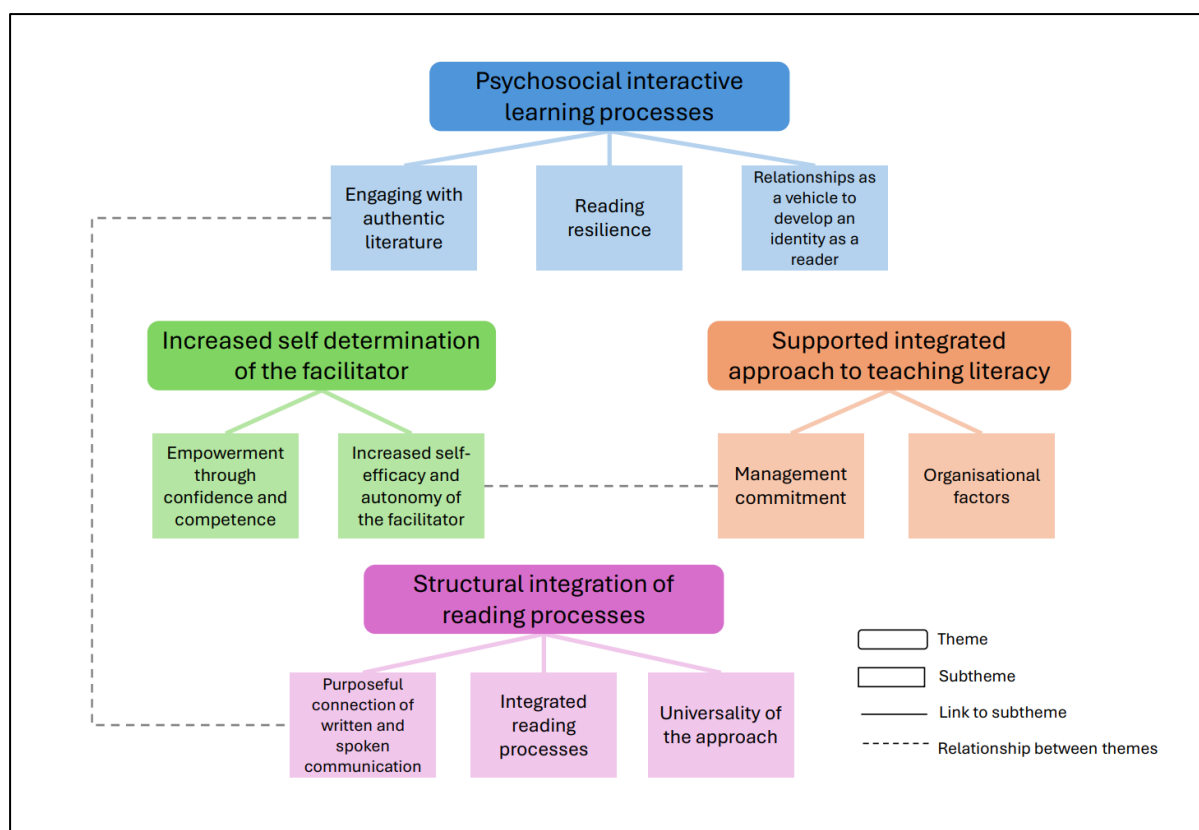 Psychosocial interactive
learning processes
Engaging with
authentic
literature
Reading
resilience
Relationships as
a vehicle to
develop an
identity as a
reader
Increased self determination
of the facilitator
Empowerment
through
confidence and
competence
Increased self-
efficacy and
autonomy of
the facilitator
Supported integrated
approach to teaching literacy
Management
commitment
Organisational
factors
Structural integration of
reading processes
Purposeful
connection of
written and
spoken
communication
Integrated
reading
processes
Universality of
the approach
Theme
Subtheme
Link to subtheme
Relationship between themes